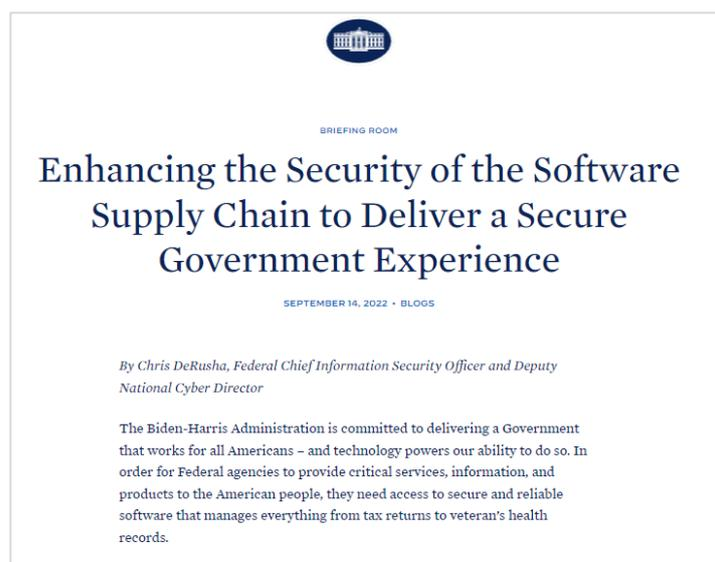 BRIEFING ROOM
Enhancing the Security of the Software
Supply Chain to Deliver a Secure
Government Experience
SEPTEMBER 14, 2022 • BLOGS
By Chris DeRusha, Federal Chief Information Security Officer and Deputy
National Cyber Director
The Biden-Harris Administration is committed to delivering a Government
that works for all Americans – and technology powers our ability to do so. In
order for Federal agencies to provide critical services, information, and
products to the American people, they need access to secure and reliable
software that manages everything from tax returns to veteran’s health
records.